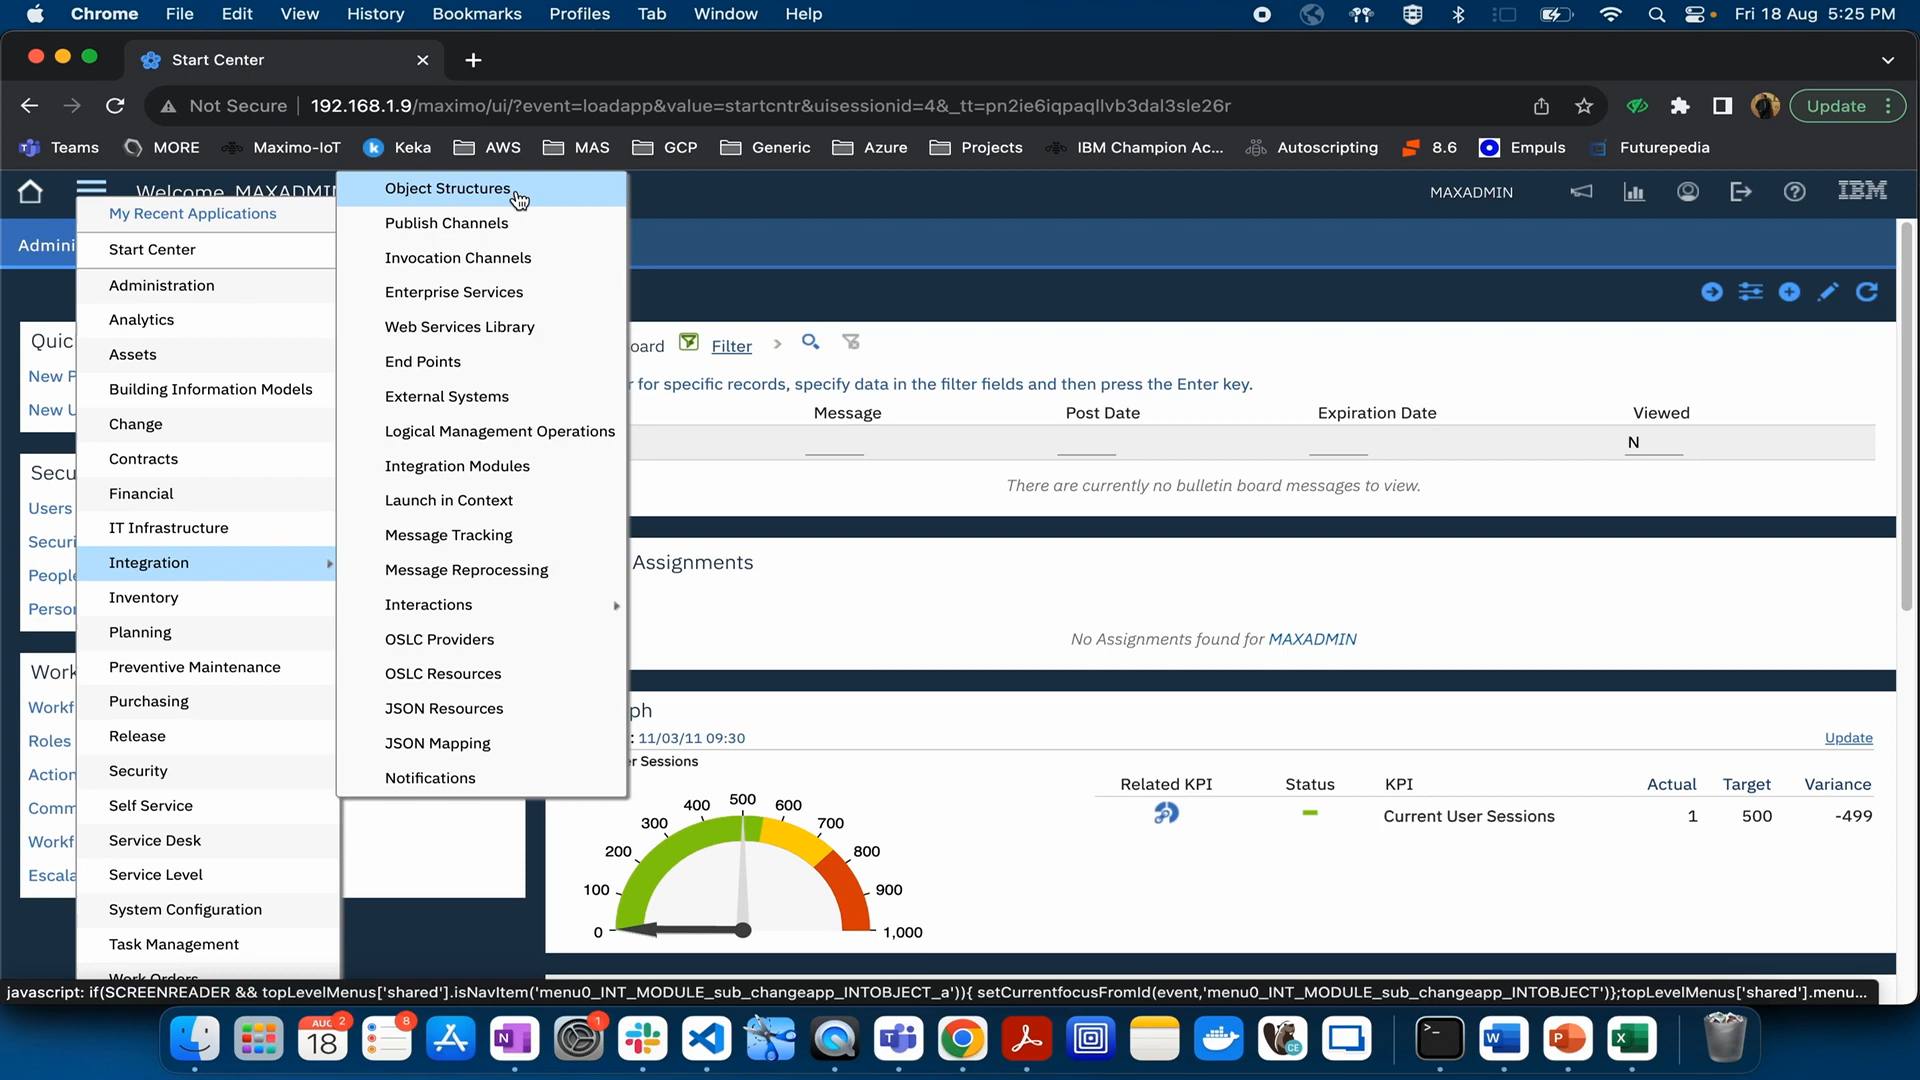 Chrome File Edit View History Bookmarks Profiles Tab Window Help
Fri 18 Aug 5:25 PM
Start Center
Not Secure 192.168.1.9/maximo/ui/?event=loadapp&value=startcntr&uisessionid=4&_tt=pn2ie6iqpaqllvb3dal3sle26r
Update
Teams MORE Maximo-IoT Keka AWS MAS GCP Generic Azure Projects IBM Champion Ac... Autoscripting 8.6 Empuls Futurepedia
Welcome, MAXADMIN
MAXADMIN
IBM
Admini
My Recent Applications
Start Center
Administration
Analytics
Assets
Building Information Models
Change
Contracts
Financial
IT Infrastructure
Integration
Inventory
Planning
Preventive Maintenance
Purchasing
Release
Security
Self Service
Service Desk
Service Level
System Configuration
Task Management
Work Orders
Object Structures
Publish Channels
Invocation Channels
Enterprise Services
Web Services Library
End Points
External Systems
Logical Management Operations
Integration Modules
Launch in Context
Message Tracking
Message Reprocessing
Interactions
OSLC Providers
OSLC Resources
JSON Resources
JSON Mapping
Notifications
Quic
New P
New U
Secu
Users
Securi
People
Perso
Work
Workf
Roles
Action
Comm
Workf
Escala
oard Filter
r for specific records, specify data in the filter fields and then press the Enter key.
Message Post Date Expiration Date Viewed
N
There are currently no bulletin board messages to view.
Assignments
No Assignments found for MAXADMIN
ph
: 11/03/11 09:30
Update
r Sessions
0 100 200 300 400 500 600 700 800 900 1,000
Related KPI Status KPI Actual Target Variance
Current User Sessions 1 500 -499
javascript: if(SCREENREADER && topLevelMenus['shared'].isNavItem('menu0_INT_MODULE_sub_changeapp_INTOBJECT_a')){ setCurrentfocusFromId(event,'menu0_INT_MODULE_sub_changeapp_INTOBJECT')};topLevelMenus['shared'].menu...
AUG 2
18
8
1
N
CE
W
P
X